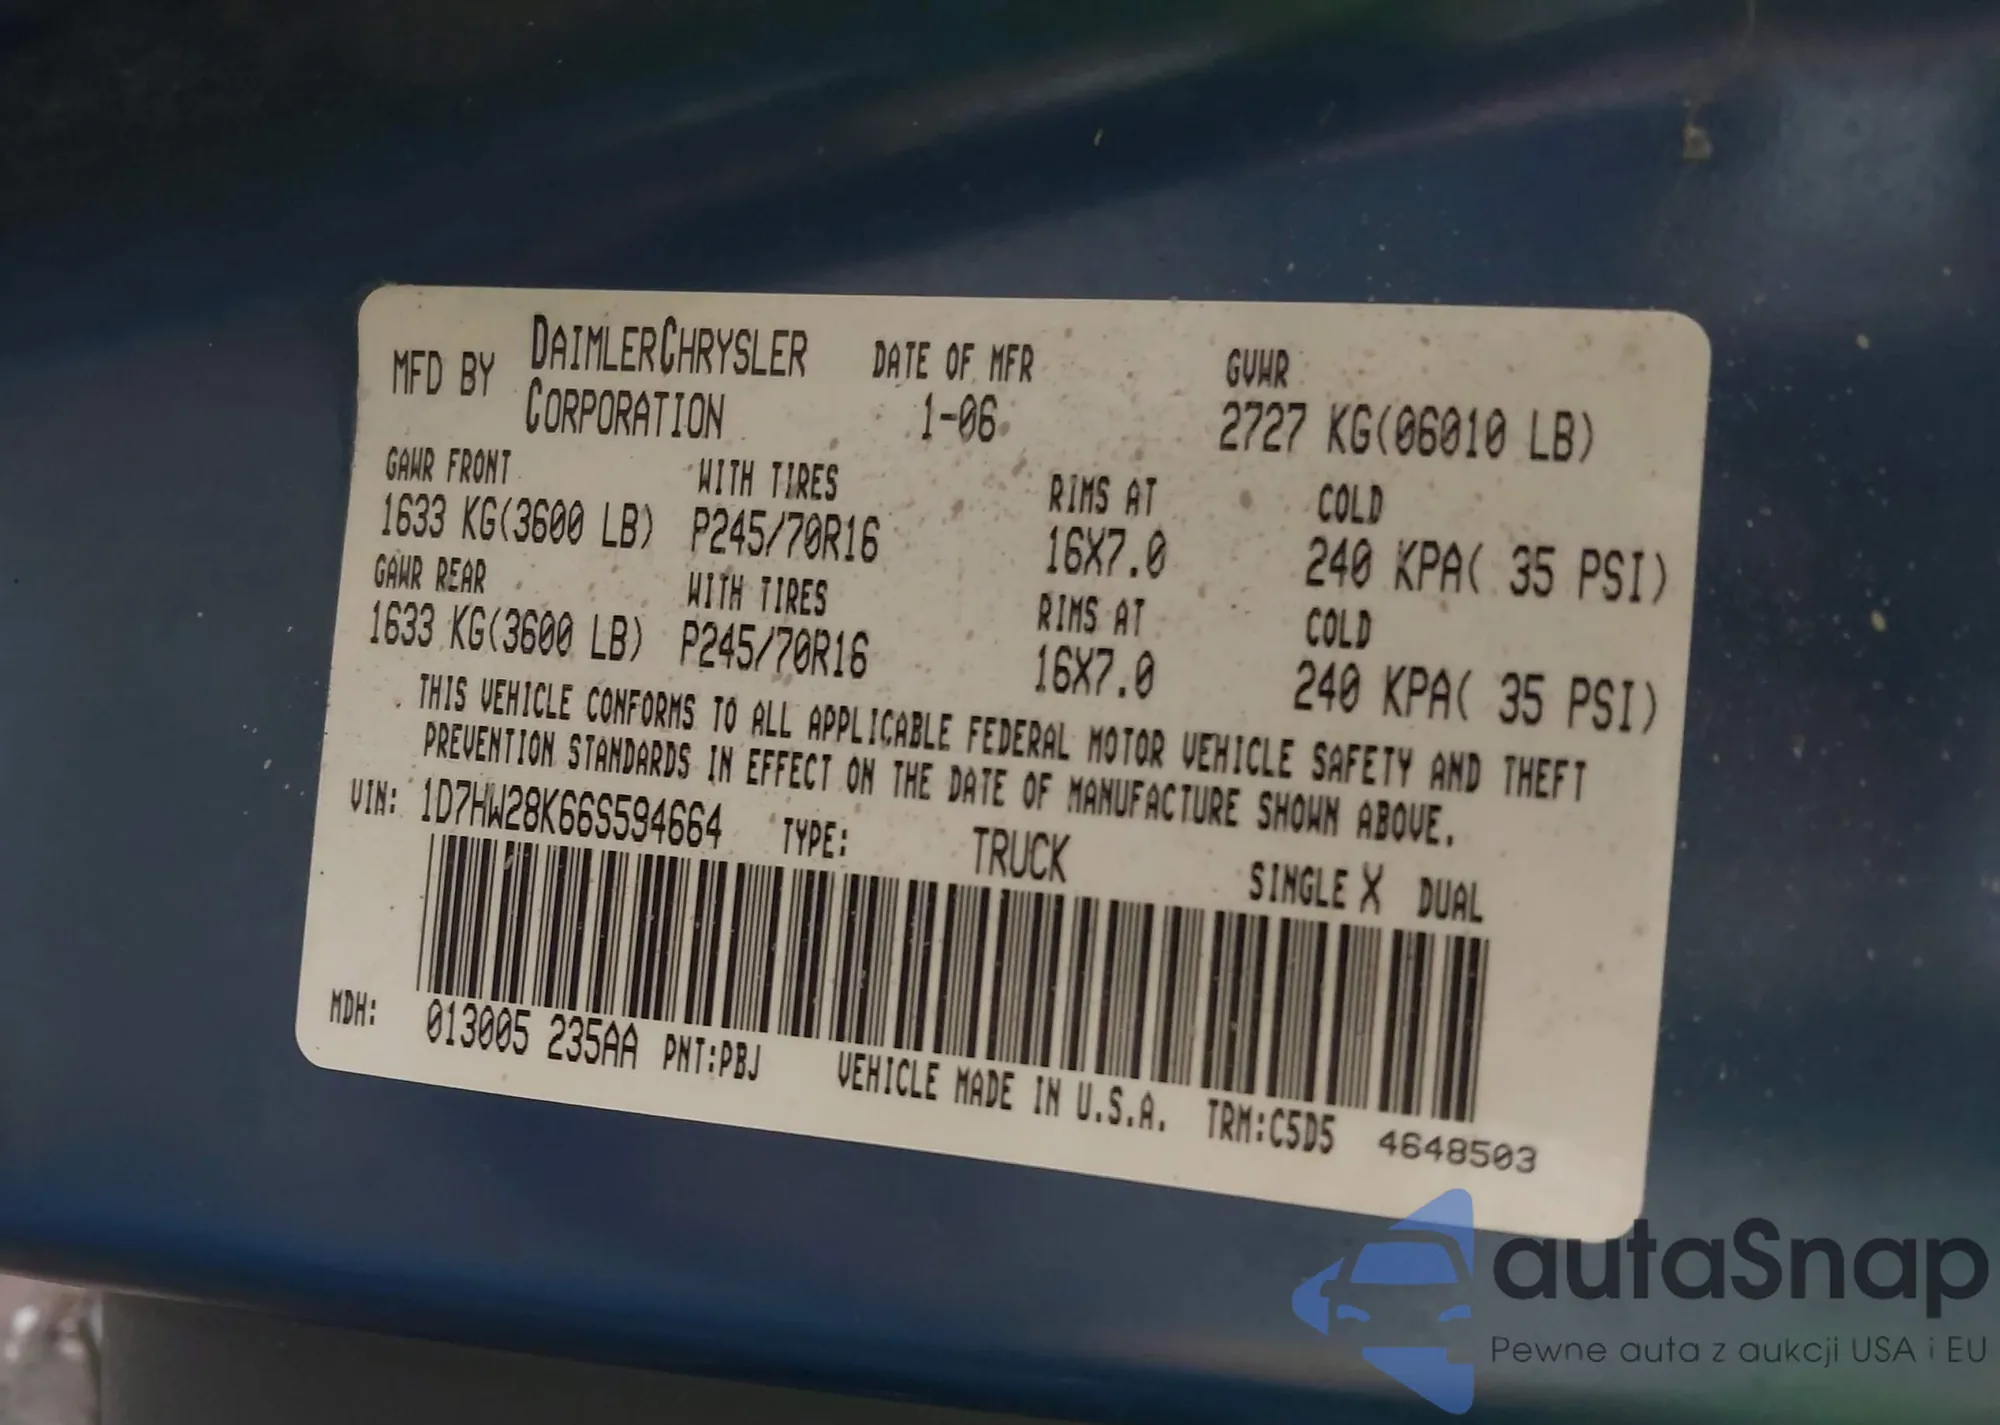 MFD BY DAIMLERCHRYSLER CORPORATION DATE OF MFR 1-06 GVWR 2727 KG(06010 LB)
GAWR FRONT WITH TIRES RIMS AT COLD
1633 KG(3600 LB) P245/70R16 16X7.0 240 KPA( 35 PSI)
GAWR REAR WITH TIRES RIMS AT COLD
1633 KG(3600 LB) P245/70R16 16X7.0 240 KPA( 35 PSI)
THIS VEHICLE CONFORMS TO ALL APPLICABLE FEDERAL MOTOR VEHICLE SAFETY AND THEFT
PREVENTION STANDARDS IN EFFECT ON THE DATE OF MANUFACTURE SHOWN ABOVE.
VIN: 1D7HW28K66S594664 TYPE: TRUCK SINGLE X DUAL
MDH: 013005 235AA PNT:PBJ VEHICLE MADE IN U.S.A. TRM:C5D5 4648503
autaSnap
Pewne auta z aukcji USA i EU